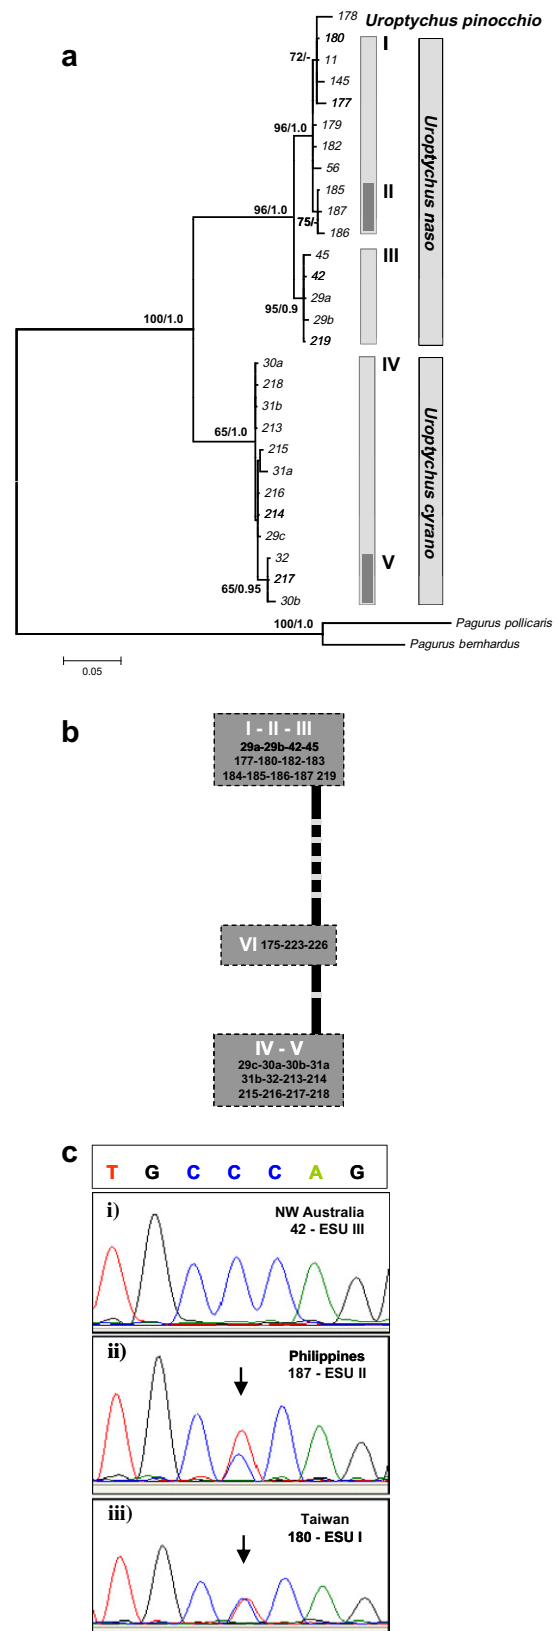 a
178
Uroptychus pinocchio
180
I
11
72/-
145
177
179
96/1.0
182
56
185
II
187
75/-
186
96/1.0
45
III
42
29a
95/0.9
29b
219
Uroptychus naso
100/1.0
30a
IV
218
31b
213
65/1.0
215
31a
216
214
29c
32
V
217
65/0.95
30b
Uroptychus cyrano
100/1.0
Pagurus pollicaris
Pagurus bernhardus
0.05
b
I - II - III
29a-29b-42-45
177-180-182-183
184-185-186-187 219
VI 175-223-226
IV - V
29c-30a-30b-31a
31b-32-213-214
215-216-217-218
c
T G C C C A G
i)
NW Australia
42 - ESU III
ii)
Philippines
187 - ESU II
iii)
Taiwan
180 - ESU I